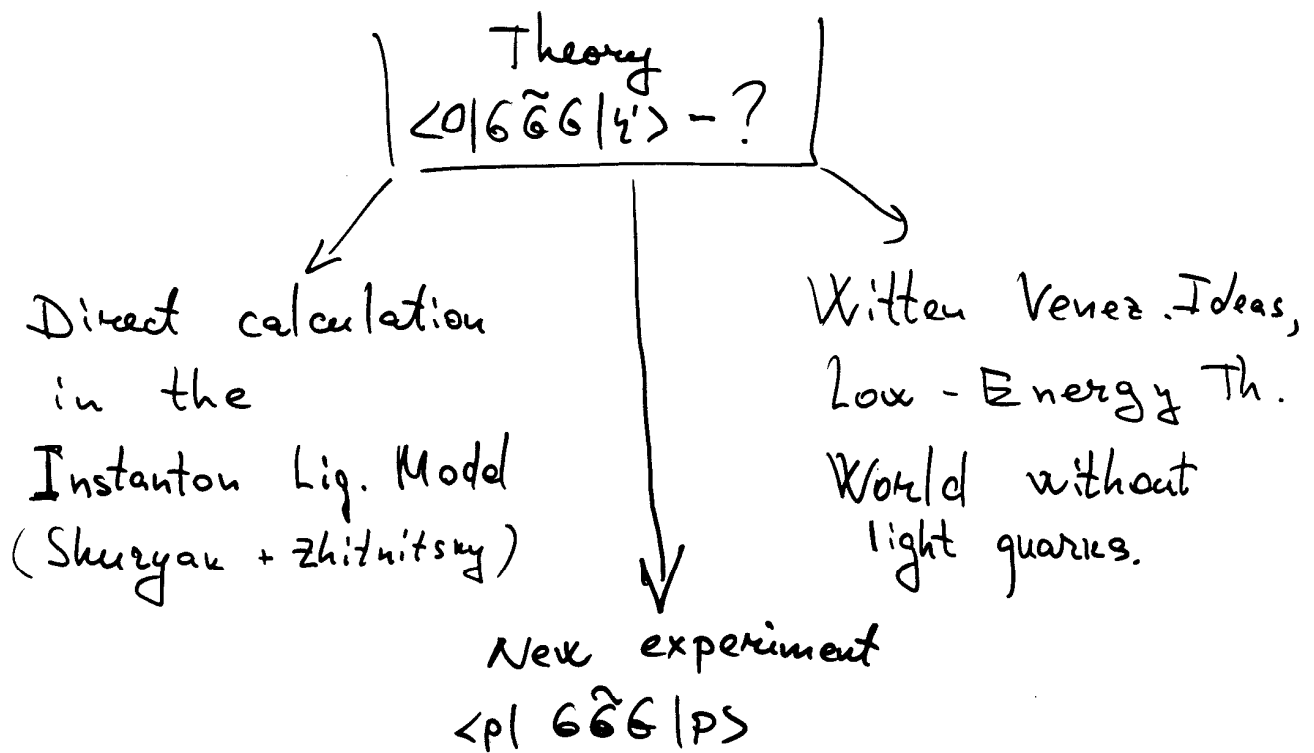 Theory
<0|GG̃G|η'> - ?
Direct calculation
in the
Instanton Liq. Model
(Shuryak + Zhitnitsky)
Witten Venez. Ideas,
Low - Energy Th.
World without
light quarks.
New experiment
<p| GG̃G |p>